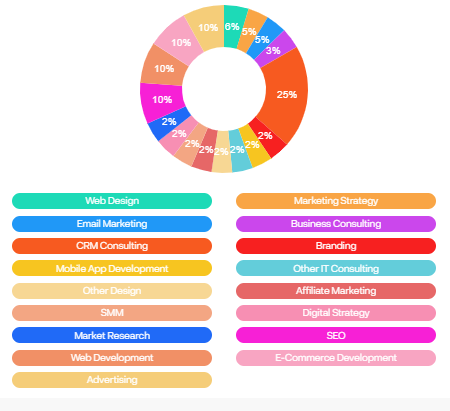 10%
6%
5%
5%
3%
10%
10%
25%
10%
2%
2%
2%
2%
2%
2%
2%
2%
Web Design
Marketing Strategy
Email Marketing
Business Consulting
CRM Consulting
Branding
Mobile App Development
Other IT Consulting
Other Design
Affiliate Marketing
SMM
Digital Strategy
Market Research
SEO
Web Development
E-Commerce Development
Advertising